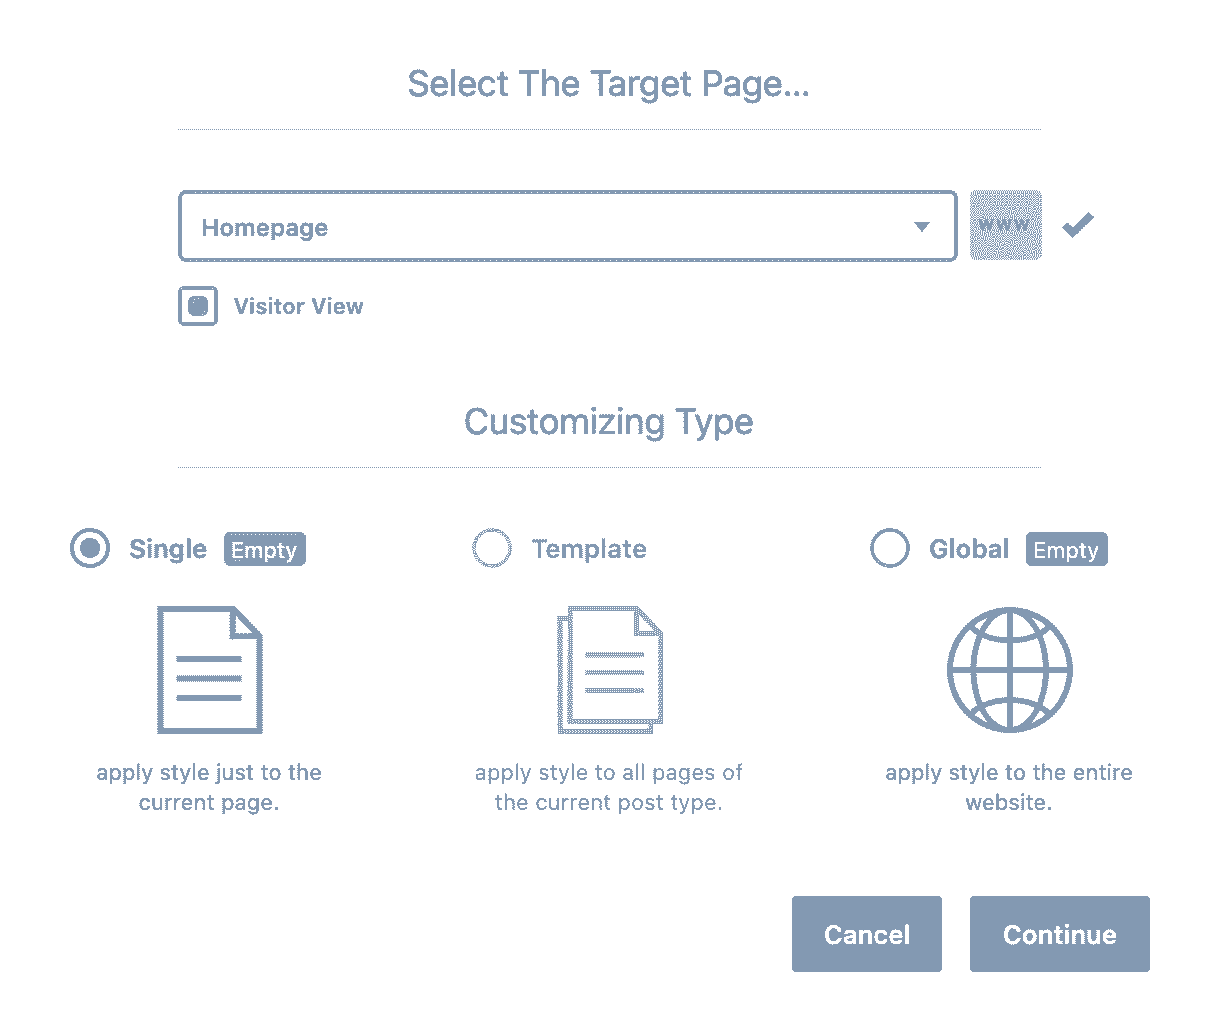 Select The Target Page...
Homepage
www
Visitor View
Customizing Type
Single Empty
Template
Global Empty
apply style just to the
current page.
apply style to all pages of
the current post type.
apply style to the entire
website.
Cancel
Continue